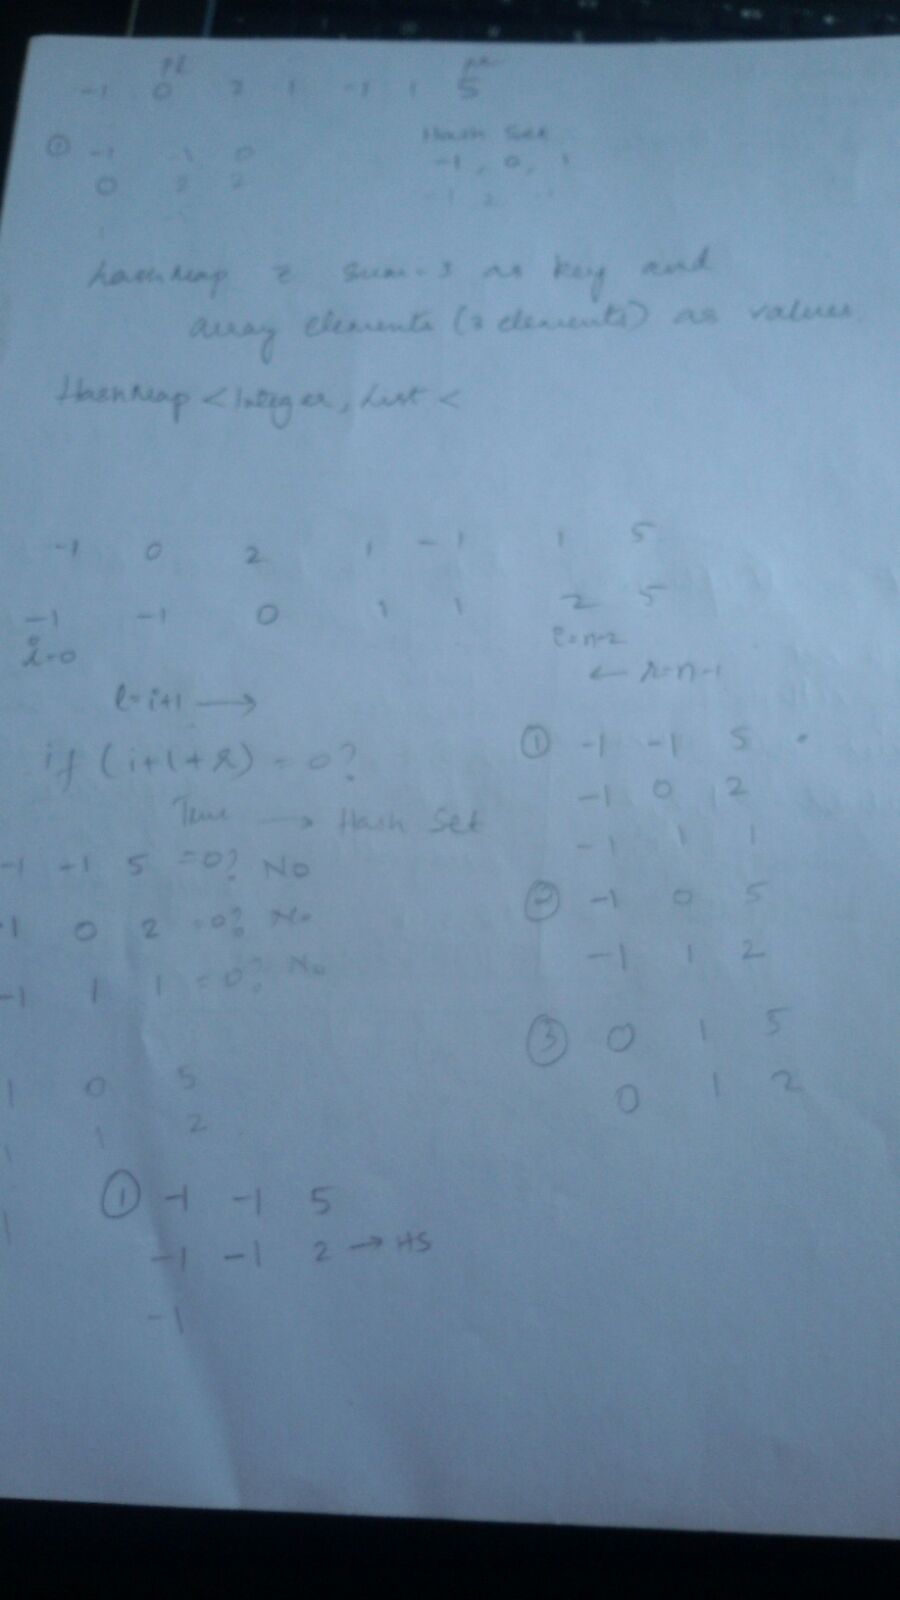 pl
-1 0 2 1 -1 1 5
Hash Set
① -1 -1 0
-1, 0, 1
0 2 2
-1 2 -1
HashMap sum as key and
array elements (2 elements) as values.
HashMap <Integer, List <
-1 0 2 1 -1 1 5
-1 -1 0 1 1 2 5
i=0
i=n-2
← r=n-1
l=i+1 →
if (i+l+r) = 0?
True → Hash Set
-1 -1 5 =0? No
-1 0 2 =0? No
-1 1 1 =0? No
1 0 5
1 1 2
1
① -1 -1 5
-1 0 2
-1 1 1
② -1 0 5
-1 1 2
③ 0 1 5
0 1 2
① -1 -1 5
-1 -1 2 → HS
-1